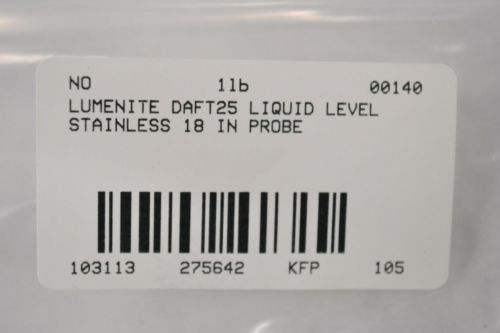 NO 1lb 00140
LUMENITE DAFT25 LIQUID LEVEL
STAINLESS 18 IN PROBE
103113 275642 KFP 105